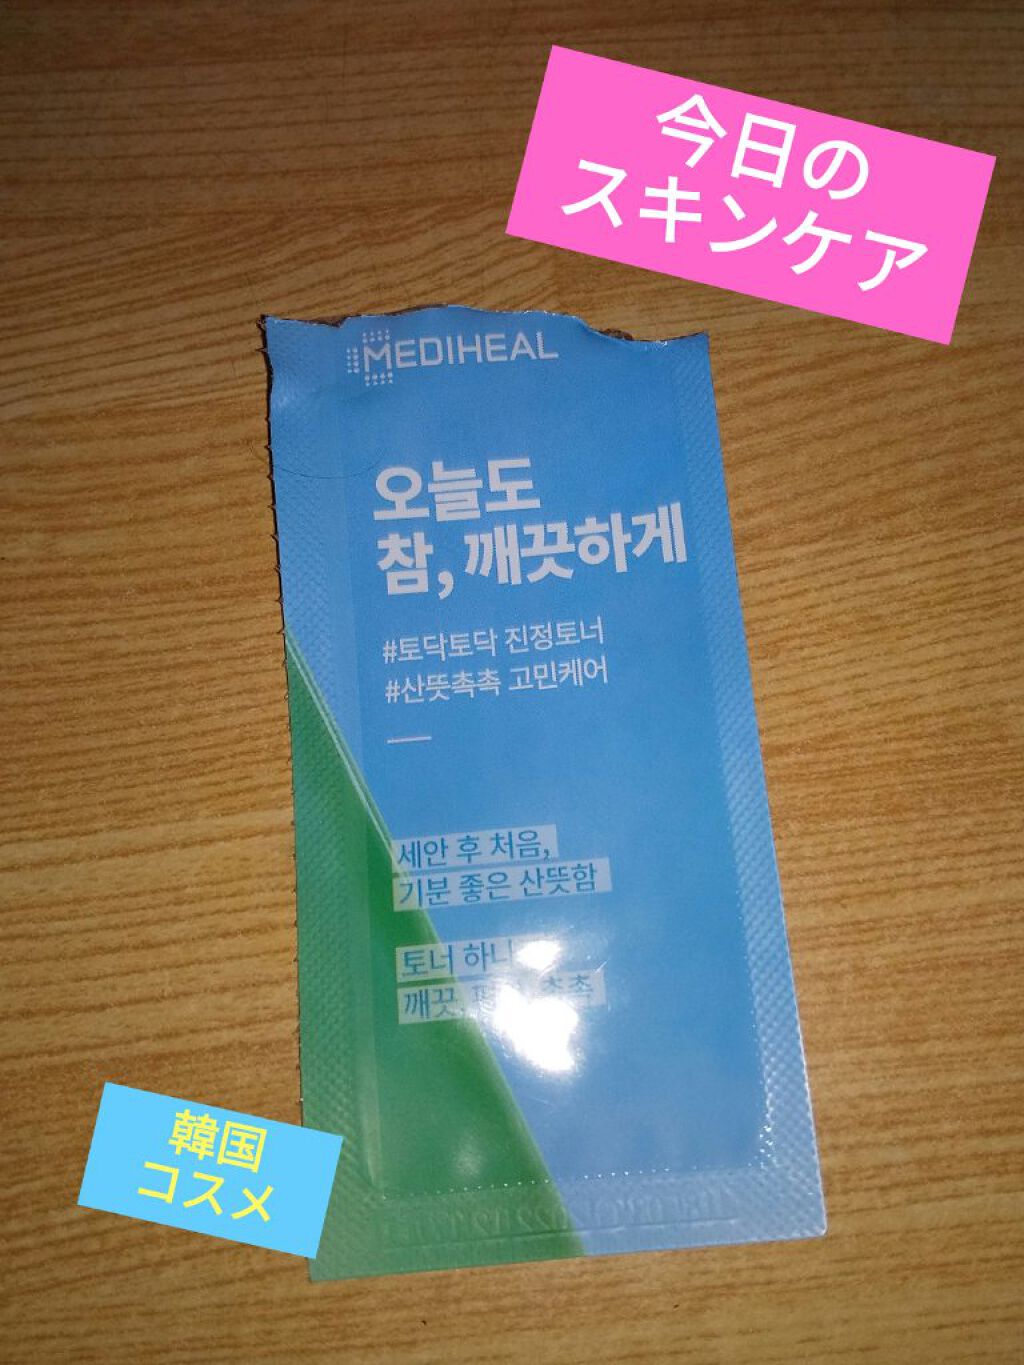 今日の
スキンケア
MEDIHEAL
오늘도
참, 깨끗하게
#토닥토닥 진정토너
#산뜻촉촉 고민케어
세안 후 처음,
기분 좋은 산뜻함
토너 하나
깨끗, 촉촉
韓国
コスメ